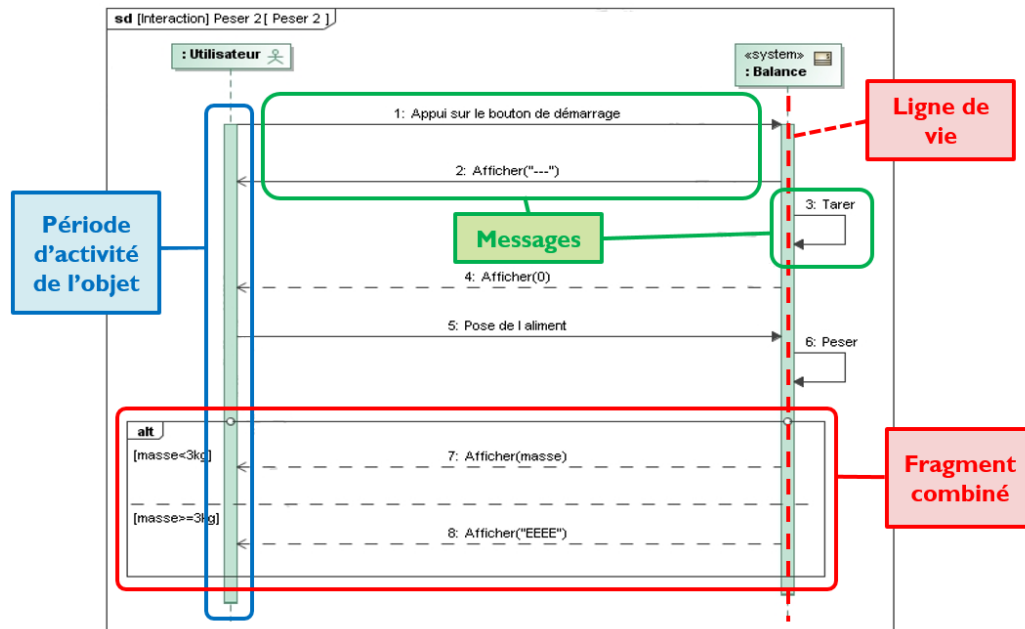 sd [Interaction] Peser 2 [ Peser 2 ]
: Utilisateur
«system»
: Balance
Ligne de
vie
1: Appui sur le bouton de démarrage
2: Afficher("---")
3: Tarer
Période
d'activité
de l'objet
Messages
4: Afficher(0)
5: Pose de l aliment
6: Peser
alt
[masse<3kg]
7: Afficher(masse)
Fragment
combiné
[masse>=3kg]
8: Afficher("EEEE")